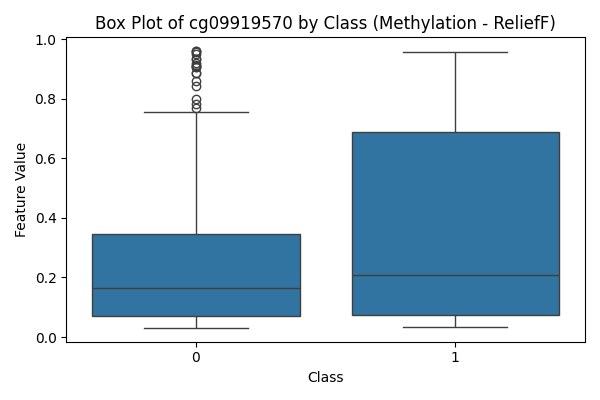 Box Plot of cg09919570 by Class (Methylation - ReliefF)
1.0
0.8
0.6
0.4
0.2
0.0
Feature Value
0 1
Class